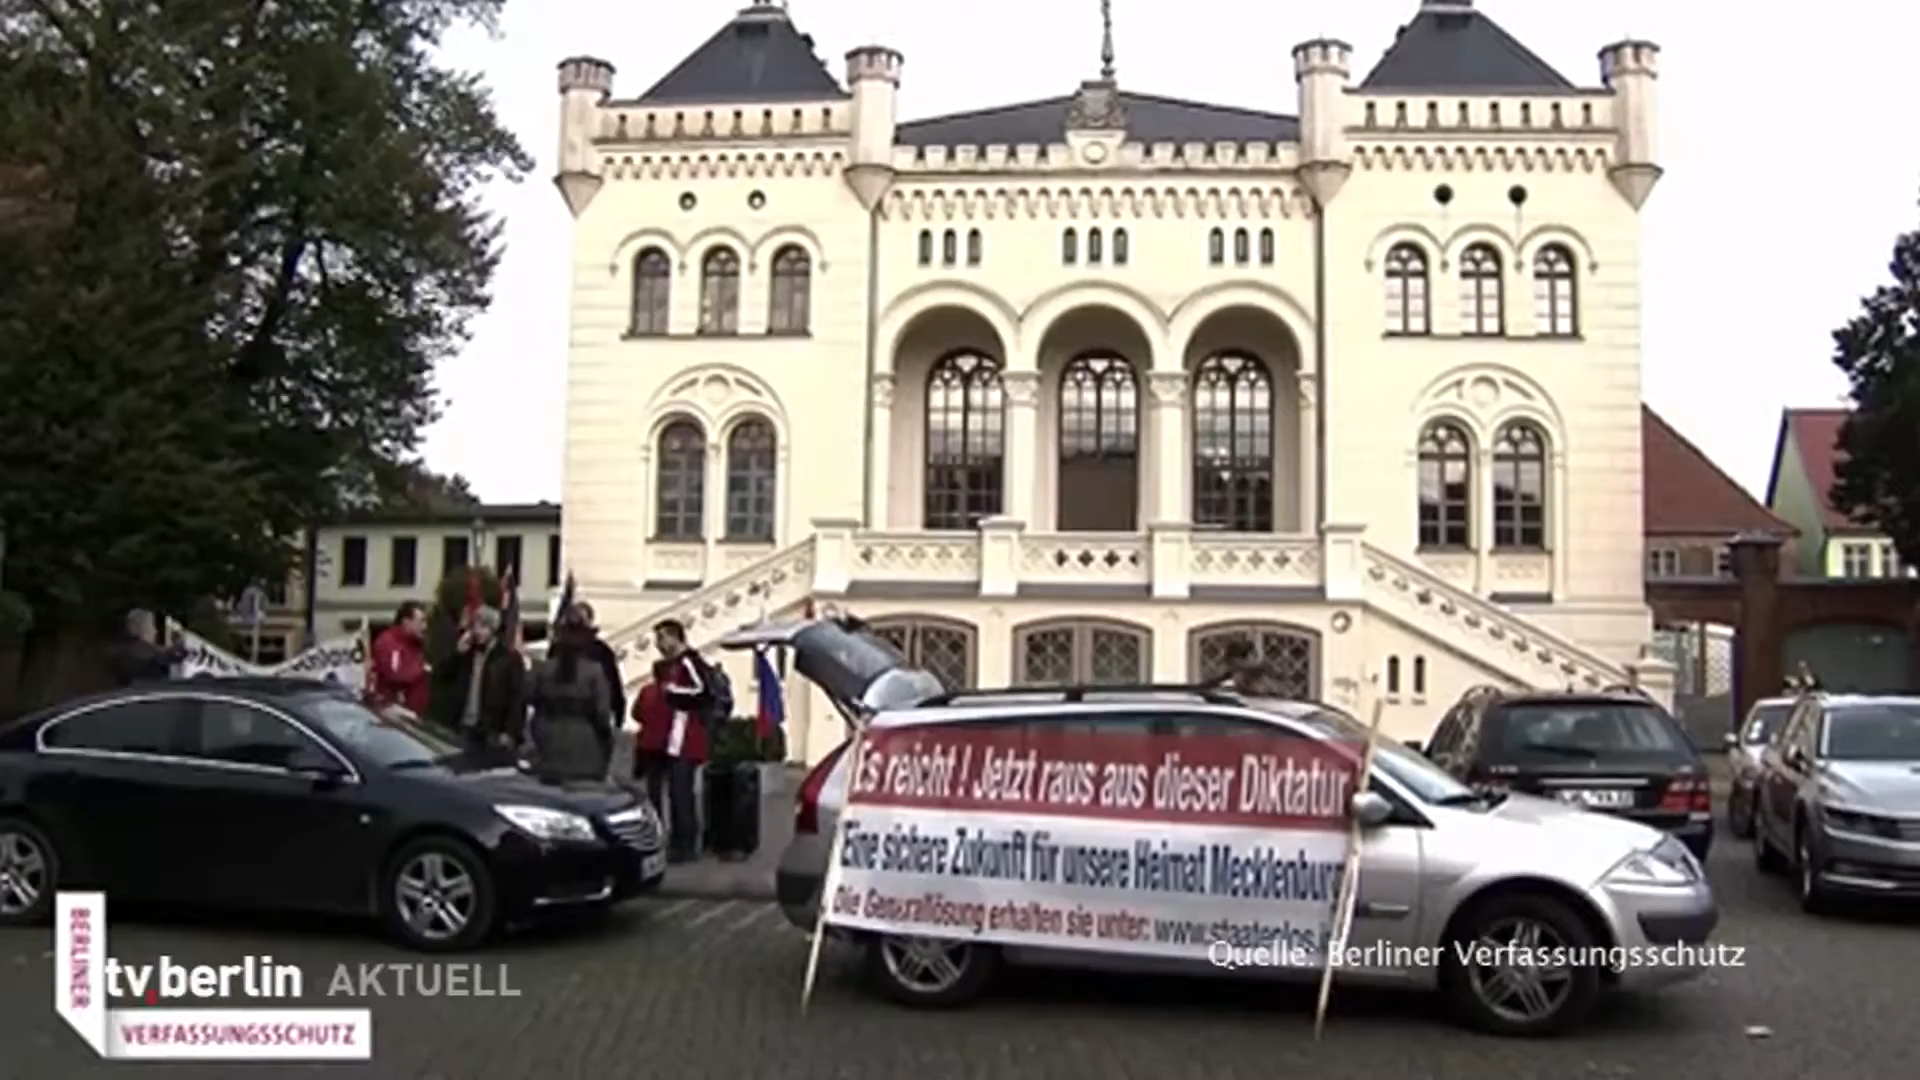 Es reicht! Jetzt raus aus dieser Diktatur
Eine sichere Zukunft für unsere Heimat Mecklenburg
Die Generallösung erhalten sie unter: www.staatenlos.
Quelle: Berliner Verfassungsschutz
BERLINER
tv.berlin AKTUELL
VERFASSUNGSSCHUTZ